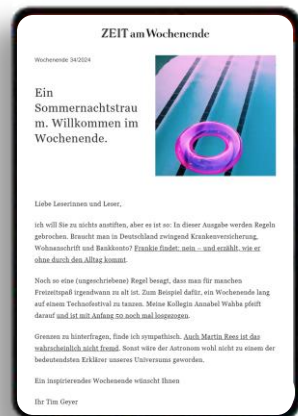 ZEIT am Wochenende
Wochenende 34/2024
Ein
Sommernachtstrau
m. Willkommen im
Wochenende.
Liebe Leserinnen und Leser,
ich will Sie zu nichts anstiften, aber es ist so: In dieser Ausgabe werden Regeln
gebrochen. Braucht man in Deutschland zwingend Krankenversicherung,
Wohnanschrift und Bankkonto? Frankie findet: nein – und erzählt, wie er
ohne durch den Alltag kommt.
Noch so eine (ungeschriebene) Regel besagt, dass man für manchen
Freizeitspaß irgendwann zu alt ist. Zum Beispiel dafür, ein Wochenende lang
auf einem Technofestival zu tanzen. Meine Kollegin Annabel Wahba pfeift
darauf und ist mit Anfang 50 noch mal losgezogen.
Grenzen zu hinterfragen, finde ich sympathisch. Auch Martin Rees ist das
wahrscheinlich nicht fremd. Sonst wäre der Astronom wohl nicht zu einem der
bedeutendsten Erklärer unseres Universums geworden.
Ein inspirierendes Wochenende wünscht Ihnen
Ihr Tim Geyer